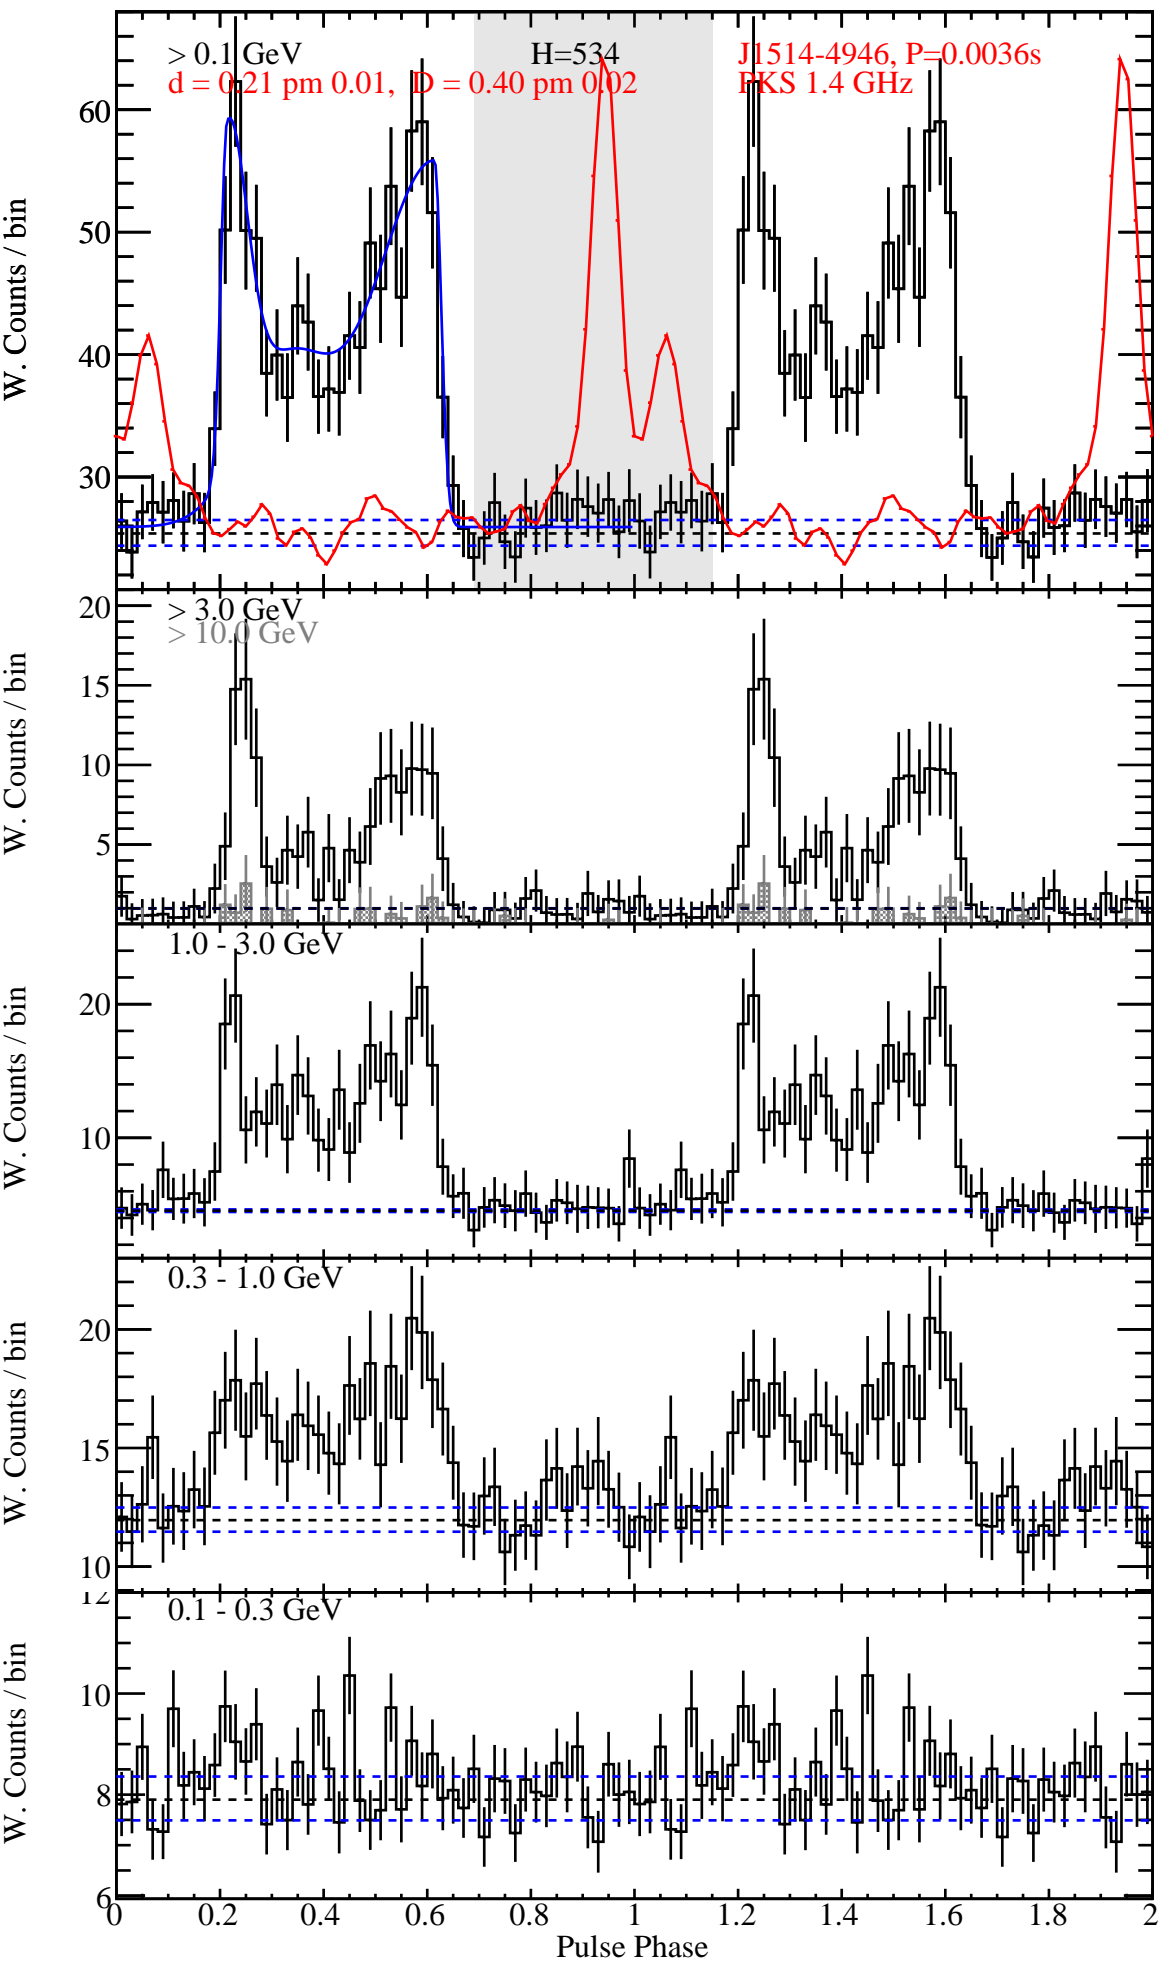 > 0.1 GeV
H=534
J1514-4946, P=0.0036s
d = 0.21 pm 0.01, D = 0.40 pm 0.02
PKS 1.4 GHz
60
50
40
30
W. Counts / bin
> 3.0 GeV
> 10.0 GeV
20
15
10
5
W. Counts / bin
1.0 - 3.0 GeV
20
10
W. Counts / bin
0.3 - 1.0 GeV
20
15
10
W. Counts / bin
0.1 - 0.3 GeV
12
10
8
6
W. Counts / bin
0 0.2 0.4 0.6 0.8 1 1.2 1.4 1.6 1.8 2
Pulse Phase